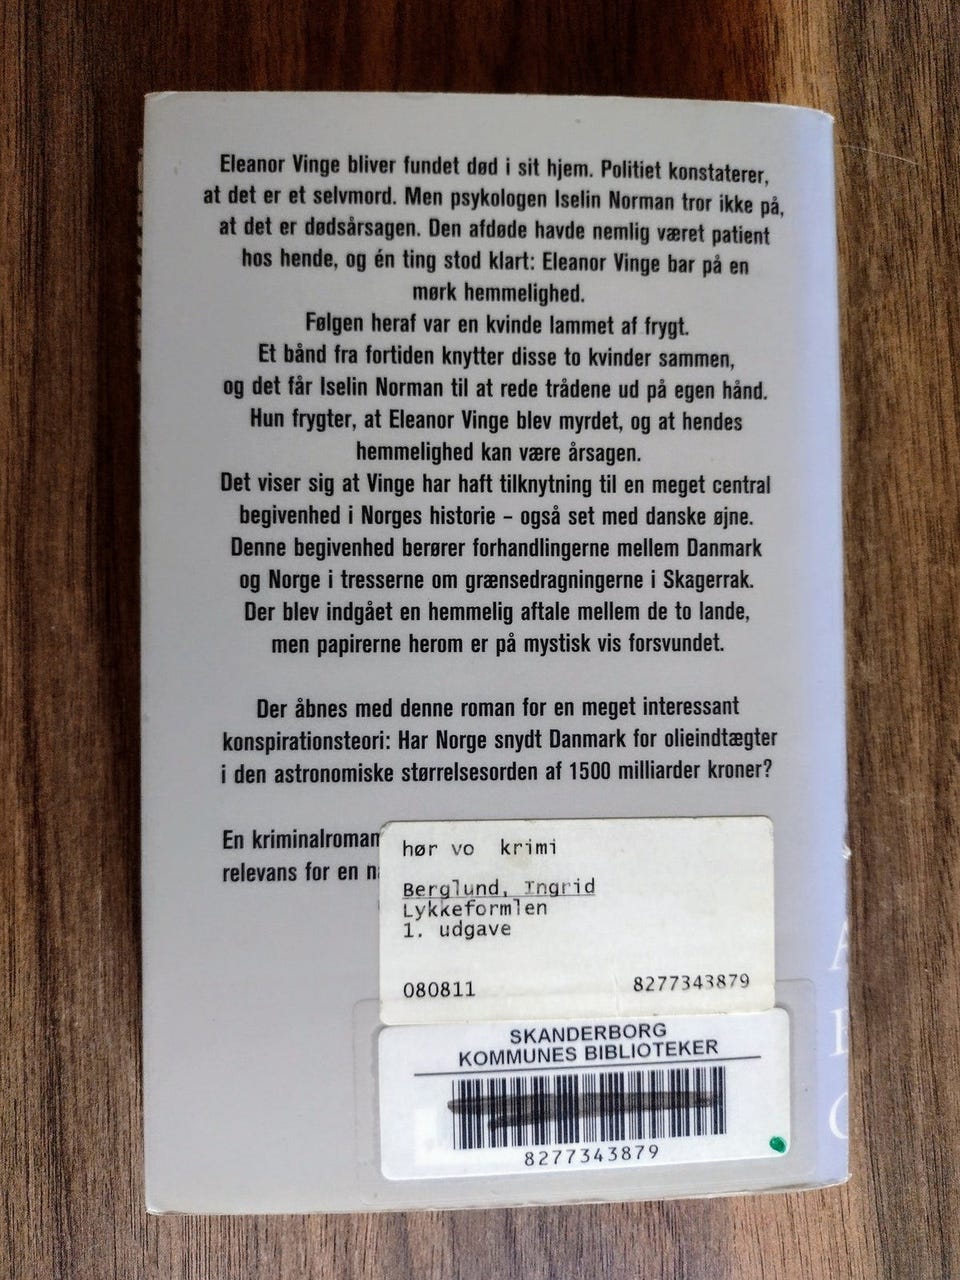 Eleanor Vinge bliver fundet død i sit hjem. Politiet konstaterer,
at det er et selvmord. Men psykologen Iselin Norman tror ikke på,
at det er dødsårsagen. Den afdøde havde nemlig været patient
hos hende, og én ting stod klart: Eleanor Vinge bar på en
mørk hemmelighed.
Følgen heraf var en kvinde lammet af frygt.
Et bånd fra fortiden knytter disse to kvinder sammen,
og det får Iselin Norman til at rede trådene ud på egen hånd.
Hun frygter, at Eleanor Vinge blev myrdet, og at hendes
hemmelighed kan være årsagen.
Det viser sig at Vinge har haft tilknytning til en meget central
begivenhed i Norges historie – også set med danske øjne.
Denne begivenhed berører forhandlingerne mellem Danmark
og Norge i tresserne om grænsedragningerne i Skagerrak.
Der blev indgået en hemmelig aftale mellem de to lande,
men papirerne herom er på mystisk vis forsvundet.
Der åbnes med denne roman for en meget interessant
konspirationsteori: Har Norge snydt Danmark for olieindtægter
i den astronomiske størrelsesorden af 1500 milliarder kroner?
En kriminalroman
relevans for en
hør vo krimi
Berglund, Ingrid
Lykkeformlen
1. udgave
080811 8277343879
SKANDERBORG
KOMMUNES BIBLIOTEKER
8277343879